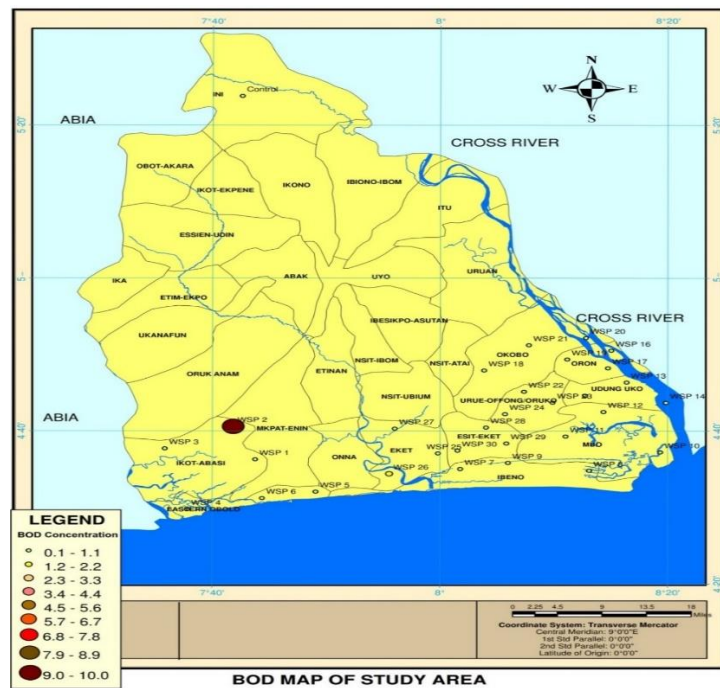 7°40'
8°
8°20'
N
W
E
S
INI
Control
5°20'
5°20'
ABIA
CROSS RIVER
OBOT-AKARA
IKOT-EKPENE
IKONO
IBIONO-IBOM
ITU
ESSIEN-UDIN
URUAN
IKA
ABAK
UYO
5°
5°
ETIM-EKPO
IBESIKPO-ASUTAN
CROSS RIVER
UKANAFUN
WSP 20
WSP 21
OKOBO
WSP 16
ETINAN
NSIT-IBOM
NSIT-ATAI
ORON
WSP 17
ORUK ANAM
WSP 18
WSP 13
UDUNG UKO
NSIT-UBIUM
WSP 22
URUE-OFFONG/ORUKO
WSP 14
ABIA
4°40'
4°40'
WSP 2
MKPAT-ENIN
WSP 27
WSP 24
WSP 12
WSP 28
WSP 3
ESIT-EKET
WSP 29
WSP 11
MBO
IKOT-ABASI
WSP 1
ONNA
EKET
WSP 25
WSP 30
WSP 10
WSP 26
WSP 7
WSP 9
IBENO
WSP 6
WSP 5
WSP 4
EASTERN OBOLO
LEGEND
BOD Concentration
0.1 - 1.1
1.2 - 2.2
2.3 - 3.3
3.4 - 4.4
4.5 - 5.6
5.7 - 6.7
6.8 - 7.8
7.9 - 8.9
9.0 - 10.0
7°40'
8°
8°20'
4°20'
0 2.25 4.5 9 13.5 18
Miles
Coordinate System: Transverse Mercator
Central Meridian: 9°0'0"E
1st Std Parallel: 0°0'0"
2nd Std Parallel: 0°0'0"
Latitude of Origin: 0°0'0"
BOD MAP OF STUDY AREA